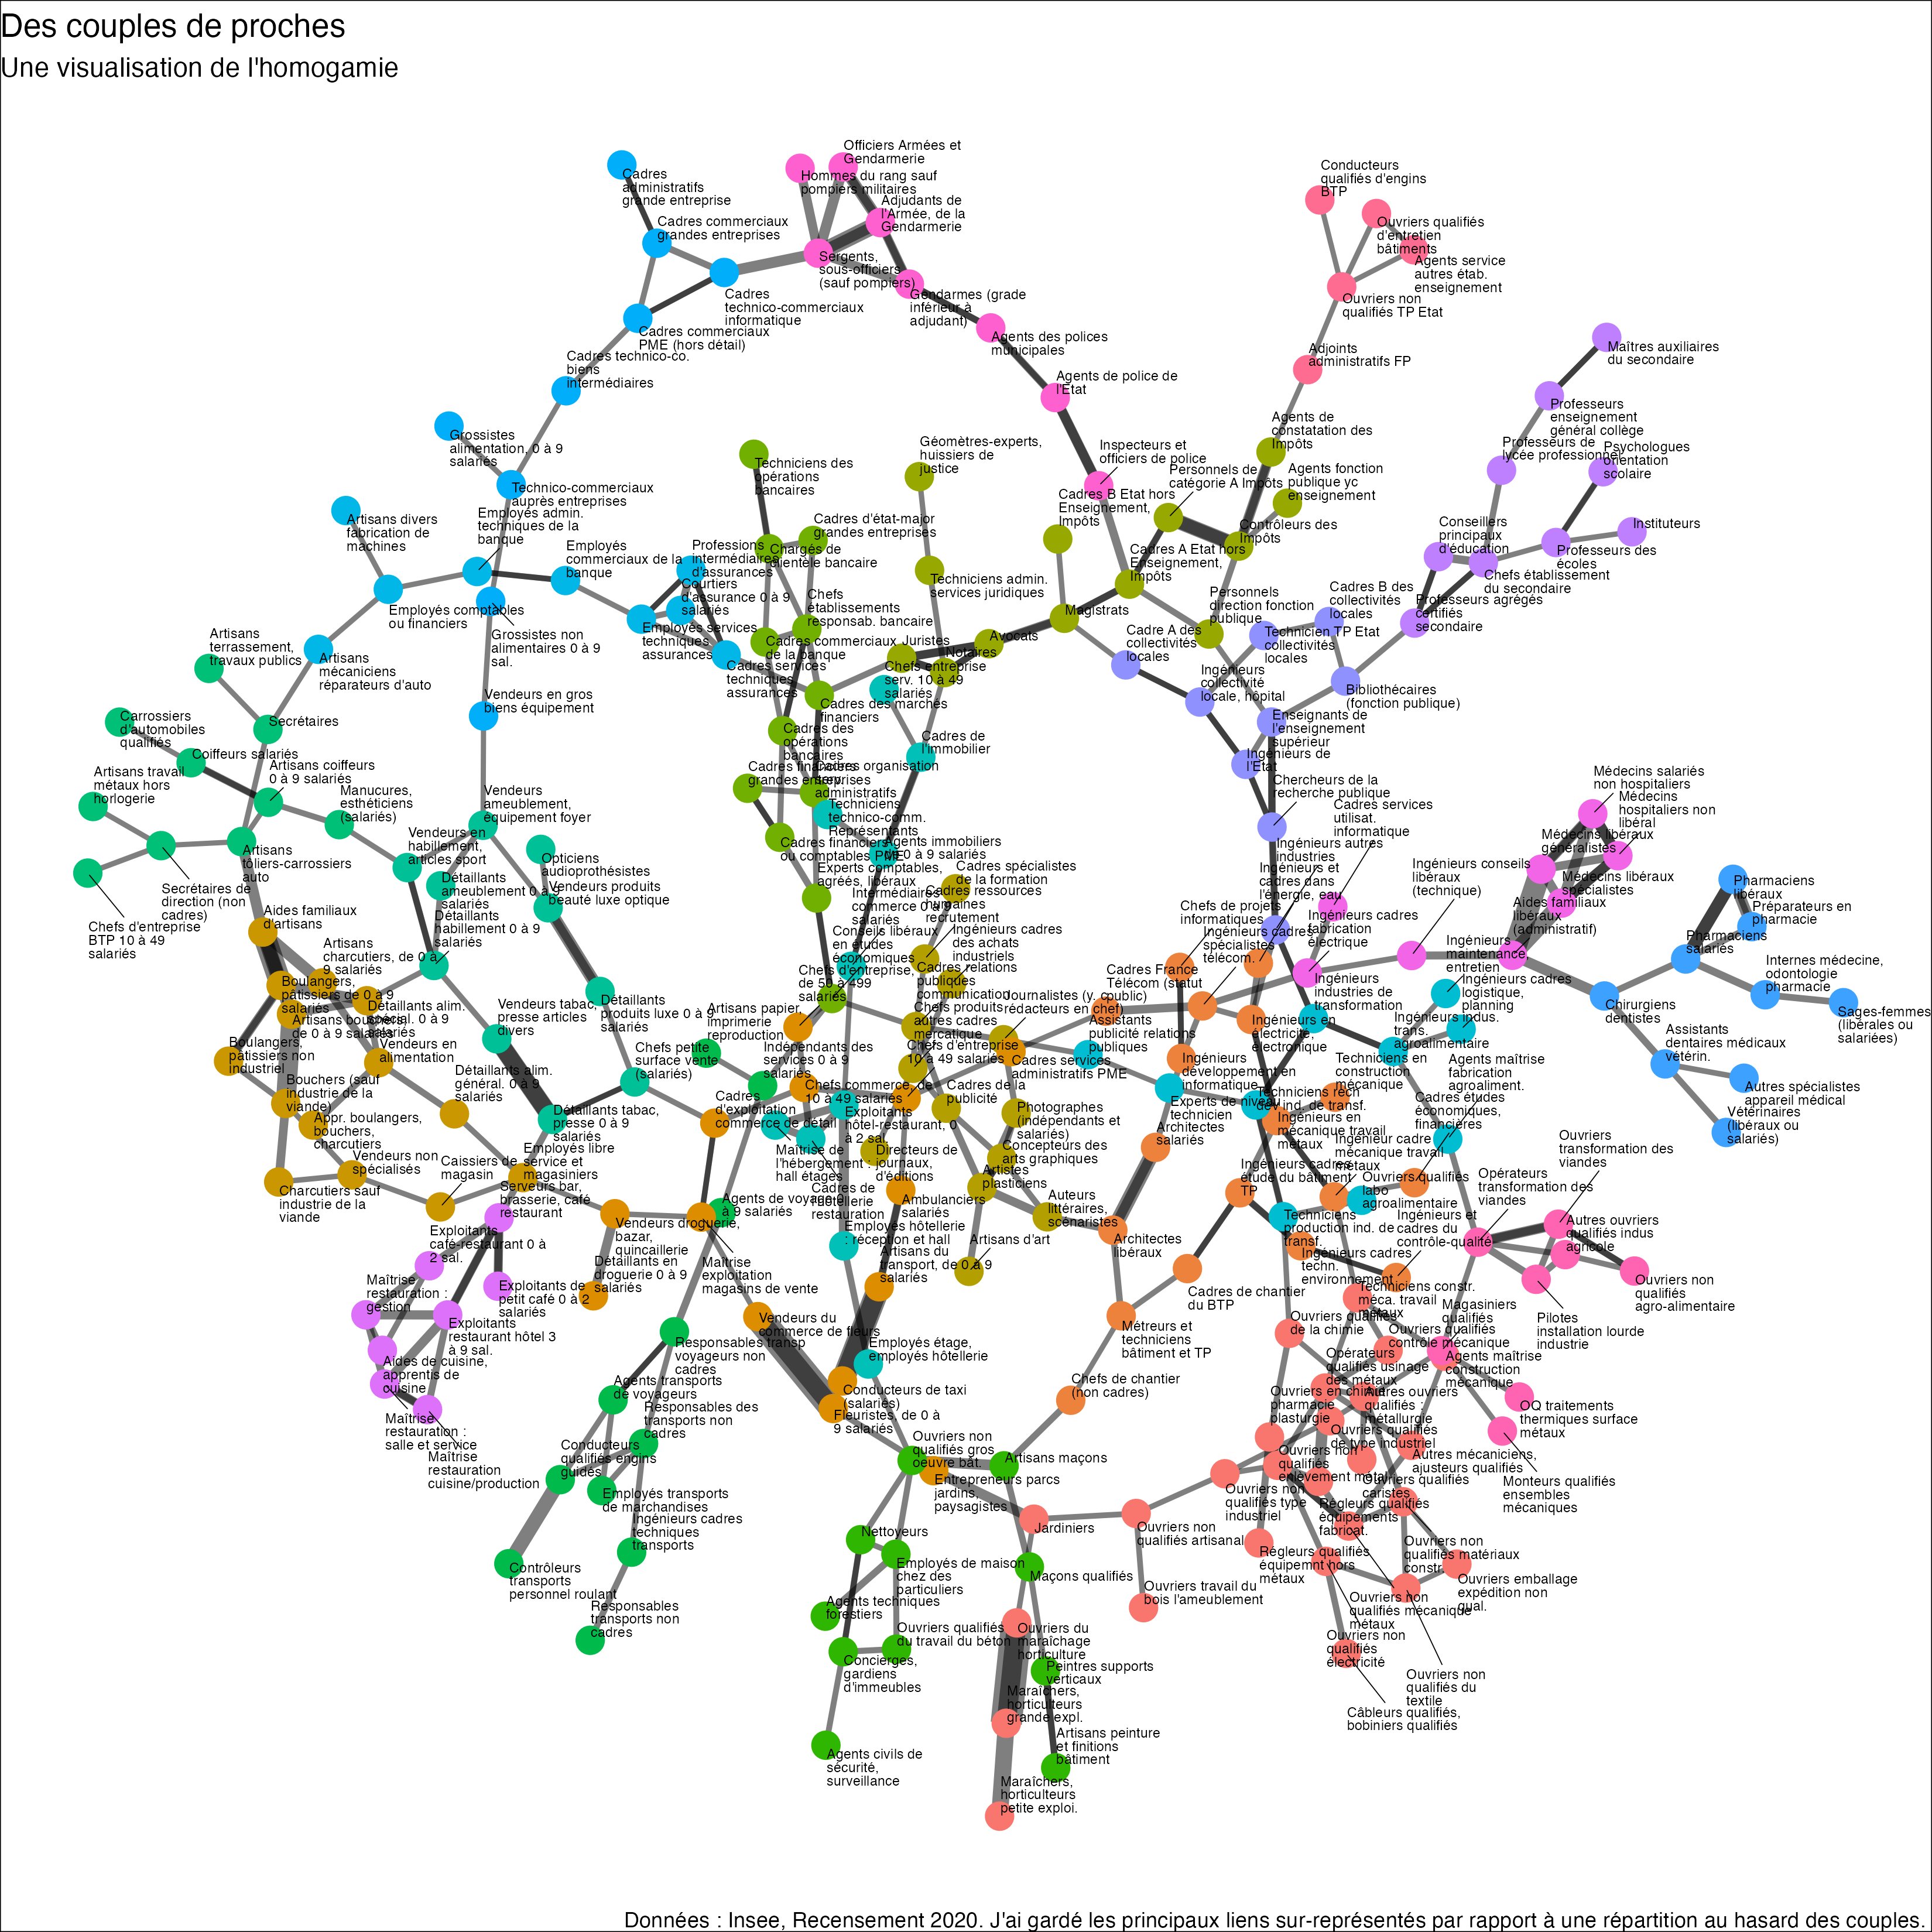 Des couples de proches
Une visualisation de l'homogamie
Officiers Armées et
Gendarmerie
Hommes du rang sauf
pompiers militaires
Adjudants de
l'Armée, de la
Gendarmerie
Sergents,
sous-officiers
(sauf pompiers)
Gendarmes (grade
inférieur à
adjudant)
Agents des polices
municipales
Agents de police de
l'Etat
Inspecteurs et
officiers de police
Cadres
administratifs
grande entreprise
Cadres commerciaux
grandes entreprises
Cadres
technico-commerciaux
informatique
Cadres commerciaux
PME (hors détail)
Cadres technico-co.
biens
intermédiaires
Grossistes
alimentation, 0 à 9
salariés
Technico-commerciaux
auprès entreprises
Employés admin.
techniques de la
banque
Artisans divers
fabrication de
machines
Employés
commerciaux de la
banque
Professions
intermédiaires
d'assurances
Courtiers
d'assurance 0 à 9
salariés
Employés services
techniques
assurances
Cadres services
techniques
assurances
Employés comptables
ou financiers
Grossistes non
alimentaires 0 à 9
sal.
Artisans
mécaniciens
réparateurs d'auto
Vendeurs en gros
biens équipement
Conducteurs
qualifiés d'engins
BTP
Ouvriers qualifiés
d'entretien
bâtiments
Agents service
autres étab.
enseignement
Ouvriers non
qualifiés TP Etat
Adjoints
administratifs FP
Agents de
constatation des
Impôts
Agents fonction
publique yc
enseignement
Personnels de
catégorie A Impôts
Contrôleurs des
Impôts
Cadres B Etat hors
Enseignement,
Impôts
Cadres A Etat hors
Enseignement,
Impôts
Personnels
direction fonction
publique
Magistrats
Avocats
Notaires
Juristes
Géomètres-experts,
huissiers de
justice
Techniciens admin.
services juridiques
Maîtres auxiliaires
du secondaire
Professeurs
enseignement
général collège
Professeurs de
lycée professionnel
Psychologues
orientation
scolaire
Instituteurs
Professeurs des
écoles
Conseillers
principaux
d'éducation
Chefs établissement
du secondaire
Professeurs agrégés
certifiés
secondaire
Cadres B des
collectivités
locales
Technicien TP Etat
collectivités
locales
Cadre A des
collectivités
locales
Ingénieurs
collectivité
locale, hôpital
Bibliothécaires
(fonction publique)
Enseignants de
l'enseignement
supérieur
Ingénieurs de
l'Etat
Chercheurs de la
recherche publique
Techniciens des
opérations
bancaires
Cadres d'état-major
grandes entreprises
Chargés de
clientèle bancaire
Chefs
établissements
responsab. bancaire
Cadres commerciaux
de la banque
Chefs entreprise
serv. 10 à 49
salariés
Cadres des marchés
financiers
Cadres des
opérations
bancaires
Cadres de
l'immobilier
Cadres financiers
grandes entreprises
Cadres organisation
serv.
administratifs
Techniciens
technico-comm.
Représentants
Cadres financiers
ou comptables PME
Agents immobiliers
de 0 à 9 salariés
Experts comptables,
agréés, libéraux
Intermédiaires
commerce 0 à 9
salariés
Conseils libéraux
en études
économiques
Chefs d'entreprise,
de 50 à 499
salariés
Artisans
terrassement,
travaux publics
Secrétaires
Carrossiers
d'automobiles
qualifiés
Coiffeurs salariés
Artisans coiffeurs
0 à 9 salariés
Artisans travail
métaux hors
horlogerie
Manucures,
esthéticiens
(salariés)
Artisans
tôliers-carrossiers
auto
Secrétaires de
direction (non
cadres)
Chefs d'entreprise
BTP 10 à 49
salariés
Vendeurs
ameublement,
équipement foyer
Vendeurs en
habillement,
articles sport
Opticiens
audioprothésistes
Détaillants
ameublement 0 à 9
salariés
Vendeurs produits
beauté luxe optique
Détaillants
habillement 0 à 9
salariés
Détaillants
produits luxe 0 à 9
salariés
Vendeurs tabac,
presse articles
divers
Détaillants tabac,
presse 0 à 9
salariés
Chefs petite
surface vente
(salariés)
Aides familiaux
d'artisans
Artisans
charcutiers, de 0 à
9 salariés
Boulangers,
pâtissiers de 0 à 9
salariés
Détaillants alim.
spécial. 0 à 9
salariés
Artisans bouchers,
de 0 à 9 salariés
Boulangers,
pâtissiers non
industriel
Vendeurs en
alimentation
Bouchers (sauf
industrie de la
viande)
Détaillants alim.
général. 0 à 9
salariés
Appr. boulangers,
bouchers,
charcutiers
Vendeurs non
spécialisés
Charcutiers sauf
industrie de la
viande
Caissiers de
magasin
Employés libre
service et
magasiniers
Serveurs bar,
brasserie, café
restaurant
Exploitants
café-restaurant 0 à
2 sal.
Exploitants de
petit café 0 à 2
salariés
Maîtrise
restauration :
gestion
Exploitants
restaurant hôtel 3
à 9 sal.
Aides de cuisine,
apprentis de
cuisine
Maîtrise
restauration :
salle et service
Maîtrise
restauration
cuisine/production
Vendeurs droguerie,
bazar,
quincaillerie
Détaillants en
droguerie 0 à 9
salariés
Maîtrise
exploitation
magasins de vente
Cadres
d'exploitation
commerce de détail
Artisans papier,
imprimerie
reproduction
Indépendants des
services 0 à 9
salariés
Chefs commerce, de
10 à 49 salariés
Chefs d'entreprise
10 à 49 salariés
Exploitants
hôtel-restaurant, 0
à 2 sal.
Maîtrise de
l'hébergement :
hall étages
Cadres de
hôtellerie
restauration
Employés hôtellerie
: réception et hall
Employés étage,
employés hôtellerie
Agents de voyage 0
à 9 salariés
Directeurs de
journaux,
d'éditions
Ambulanciers
salariés
Artisans du
transport, de 0 à 9
salariés
Conducteurs de taxi
(salariés)
Vendeurs du
commerce de fleurs
Fleuristes, de 0 à
9 salariés
Entrepreneurs parcs
jardins,
paysagistes
Cadres spécialistes
de la formation
Cadres ressources
humaines
recrutement
Ingénieurs cadres
des achats
industriels
Cadres relations
publiques
communication
Journalistes (y. c.
rédacteurs en chef)
Chefs produits
autres cadres
mercatique
Cadres services
administratifs PME
Cadres de la
publicité
Photographes
(indépendants et
salariés)
Concepteurs des
arts graphiques
Artistes
plasticiens
Auteurs
littéraires,
scénaristes
Artisans d'art
Assistants
publicité relations
publiques
Cadres France
Télécom (statut
public)
Chefs de projets
informatiques
Ingénieurs cadres
spécialistes
télécom.
Ingénieurs autres
industries
Ingénieurs et
cadres dans
l'énergie, eau
Cadres services
utilisat.
informatique
Ingénieurs cadres
fabrication
électrique
Ingénieurs conseils
libéraux
(technique)
Ingénieurs
industries de
transformation
Ingénieurs en
électricité,
électronique
Ingénieurs
développement en
informatique
Experts de niveau
technicien
Architectes
salariés
Techniciens rech
dév ind. de transf.
Ingénieurs en
mécanique travail
métaux
Techniciens en
construction
mécanique
Ingénieurs
maintenance,
entretien
Ingénieurs cadres
logistique,
planning
Ingénieurs indus.
trans.
agroalimentaire
Agents maîtrise
fabrication
agroaliment.
Cadres études
économiques,
financières
Ingénieur cadre
mécanique travail
métaux
Ouvriers qualifiés
labo
agroalimentaire
Ingénieurs cadres
étude du bâtiment
TP
Techniciens
production ind. de
transf.
Ingénieurs et
cadres du
contrôle-qualité
Ingénieurs cadres
techn.
environnement
Architectes
libéraux
Cadres de chantier
du BTP
Métreurs et
techniciens
bâtiment et TP
Chefs de chantier
(non cadres)
Médecins salariés
non hospitaliers
Médecins
hospitaliers non
libéral
Médecins libéraux
généralistes
Médecins libéraux
spécialistes
Aides familiaux
libéraux
(administratif)
Pharmaciens
libéraux
Préparateurs en
pharmacie
Pharmaciens
salariés
Internes médecine,
odontologie
pharmacie
Chirurgiens
dentistes
Sages-femmes
(libérales ou
salariées)
Assistants
dentaires médicaux
vétérin.
Autres spécialistes
appareil médical
Vétérinaires
(libéraux ou
salariés)
Ouvriers
transformation des
viandes
Opérateurs
transformation des
viandes
Autres ouvriers
qualifiés indus
agricole
Ouvriers non
qualifiés
agro-alimentaire
Pilotes
installation lourde
industrie
Techniciens constr.
méca. travail
métaux
Magasiniers
qualifiés
Ouvriers qualifiés
de la chimie
Ouvriers qualifiés
contrôle mécanique
Agents maîtrise
construction
mécanique
Opérateurs
qualifiés usinage
des métaux
OQ traitements
thermiques surface
métaux
Monteurs qualifiés
ensembles
mécaniques
Ouvriers en chimie
pharmacie
plasturgie
Autres ouvriers
qualifiés :
métallurgie
Ouvriers qualifiés
de type industriel
Autres mécaniciens,
ajusteurs qualifiés
Ouvriers non
qualifiés
enlèvement métal
Ouvriers qualifiés
caristes
Régleurs qualifiés
équipements
fabricat.
Ouvriers non
qualifiés type
industriel
Régleurs qualifiés
équipemnt hors
métaux
Ouvriers non
qualifiés matériaux
constr.
Ouvriers emballage
expédition non
qual.
Ouvriers non
qualifiés mécanique
métaux
Ouvriers non
qualifiés
électricité
Ouvriers non
qualifiés du
textile
Câbleurs qualifiés,
bobiniers qualifiés
Responsables transp
voyageurs non
cadres
Agents transports
de voyageurs
Responsables des
transports non
cadres
Conducteurs
qualifiés engins
guidés
Employés transports
de marchandises
Ingénieurs cadres
techniques
transports
Contrôleurs
transports
personnel roulant
Responsables
transports non
cadres
Ouvriers non
qualifiés gros
oeuvre bât.
Artisans maçons
Jardiniers
Ouvriers non
qualifiés artisanal
Ouvriers travail du
bois l'ameublement
Nettoyeurs
Employés de maison
chez des
particuliers
Maçons qualifiés
Agents techniques
forestiers
Ouvriers qualifiés
du travail du béton
Concierges,
gardiens
d'immeubles
Ouvriers du
maraîchage
horticulture
Peintres supports
verticaux
Maraîchers,
horticulteurs
grande expl.
Artisans peinture
et finitions
bâtiment
Agents civils de
sécurité,
surveillance
Maraîchers,
horticulteurs
petite exploi.
Données : Insee, Recensement 2020. J'ai gardé les principaux liens sur-représentés par rapport à une répartition au hasard des couples.